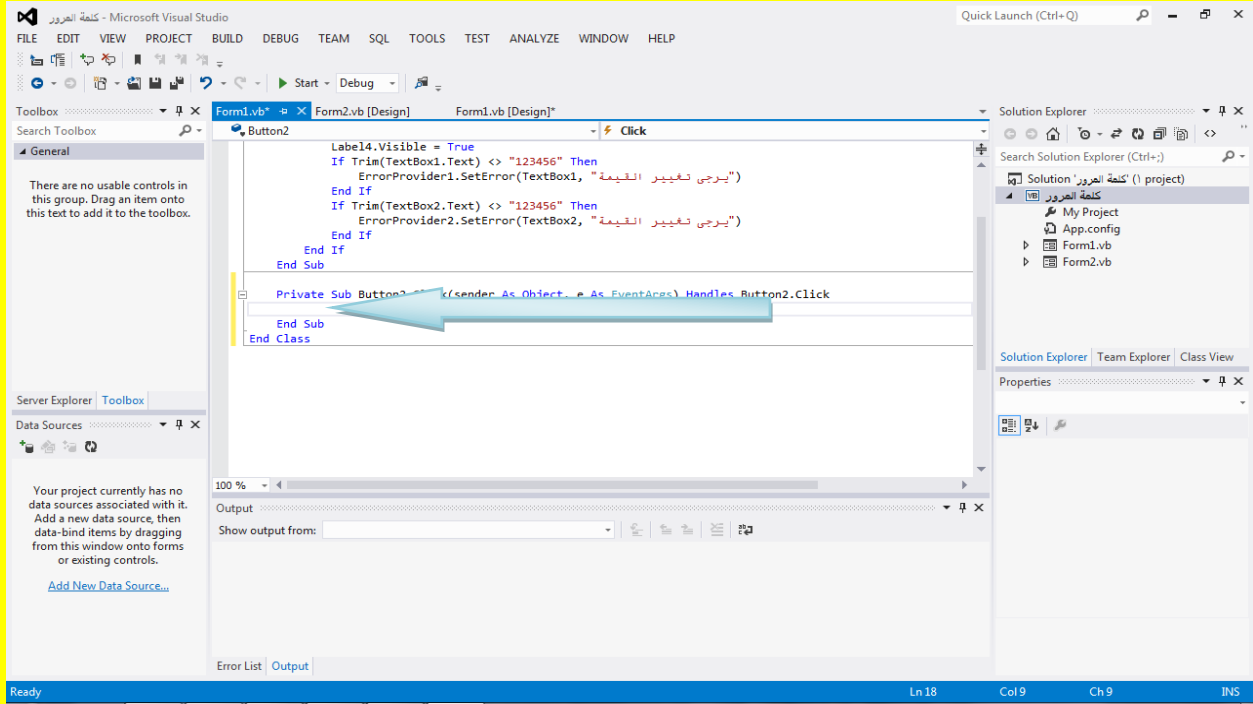 كلمة المرور - Microsoft Visual Studio
Quick Launch (Ctrl+Q)
FILE EDIT VIEW PROJECT BUILD DEBUG TEAM SQL TOOLS TEST ANALYZE WINDOW HELP
Start Debug
Toolbox
Search Toolbox
General
There are no usable controls in
this group. Drag an item onto
this text to add it to the toolbox.
Server Explorer Toolbox
Data Sources
Your project currently has no
data sources associated with it.
Add a new data source, then
data-bind items by dragging
from this window onto forms
or existing controls.
Add New Data Source...
Form1.vb* Form2.vb [Design] Form1.vb [Design]*
Button2 Click
Label4.Visible = True
If Trim(TextBox1.Text) <> "123456" Then
ErrorProvider1.SetError(TextBox1, "يرجى تغيير القيمة")
End If
If Trim(TextBox2.Text) <> "123456" Then
ErrorProvider2.SetError(TextBox2, "يرجى تغيير القيمة")
End If
End If
End Sub
Private Sub Button2_Click(sender As Object, e As EventArgs) Handles Button2.Click
End Sub
End Class
100 %
Output
Show output from:
Error List Output
Solution Explorer
Search Solution Explorer (Ctrl+;)
Solution 'كلمة المرور' (١ project)
كلمة المرور
My Project
App.config
Form1.vb
Form2.vb
Solution Explorer Team Explorer Class View
Properties
Ready Ln 18 Col 9 Ch 9 INS